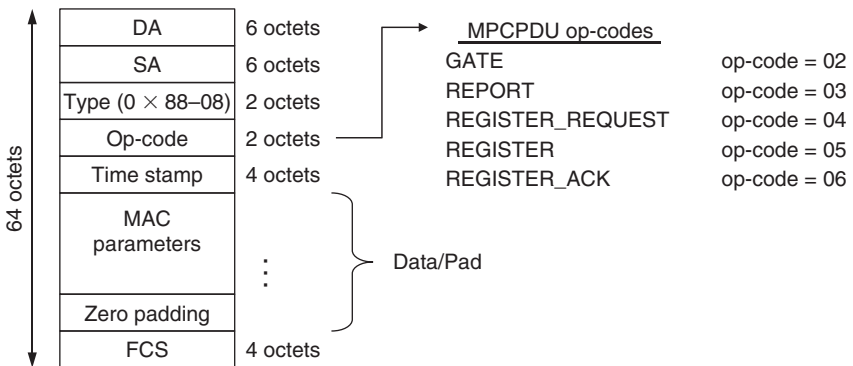 DA 6 octets
SA 6 octets
Type (0 × 88–08) 2 octets
Op-code 2 octets
Time stamp 4 octets
MAC
parameters
Zero padding
FCS 4 octets
64 octets
Data/Pad
MPCPDU op-codes
GATE op-code = 02
REPORT op-code = 03
REGISTER_REQUEST op-code = 04
REGISTER op-code = 05
REGISTER_ACK op-code = 06